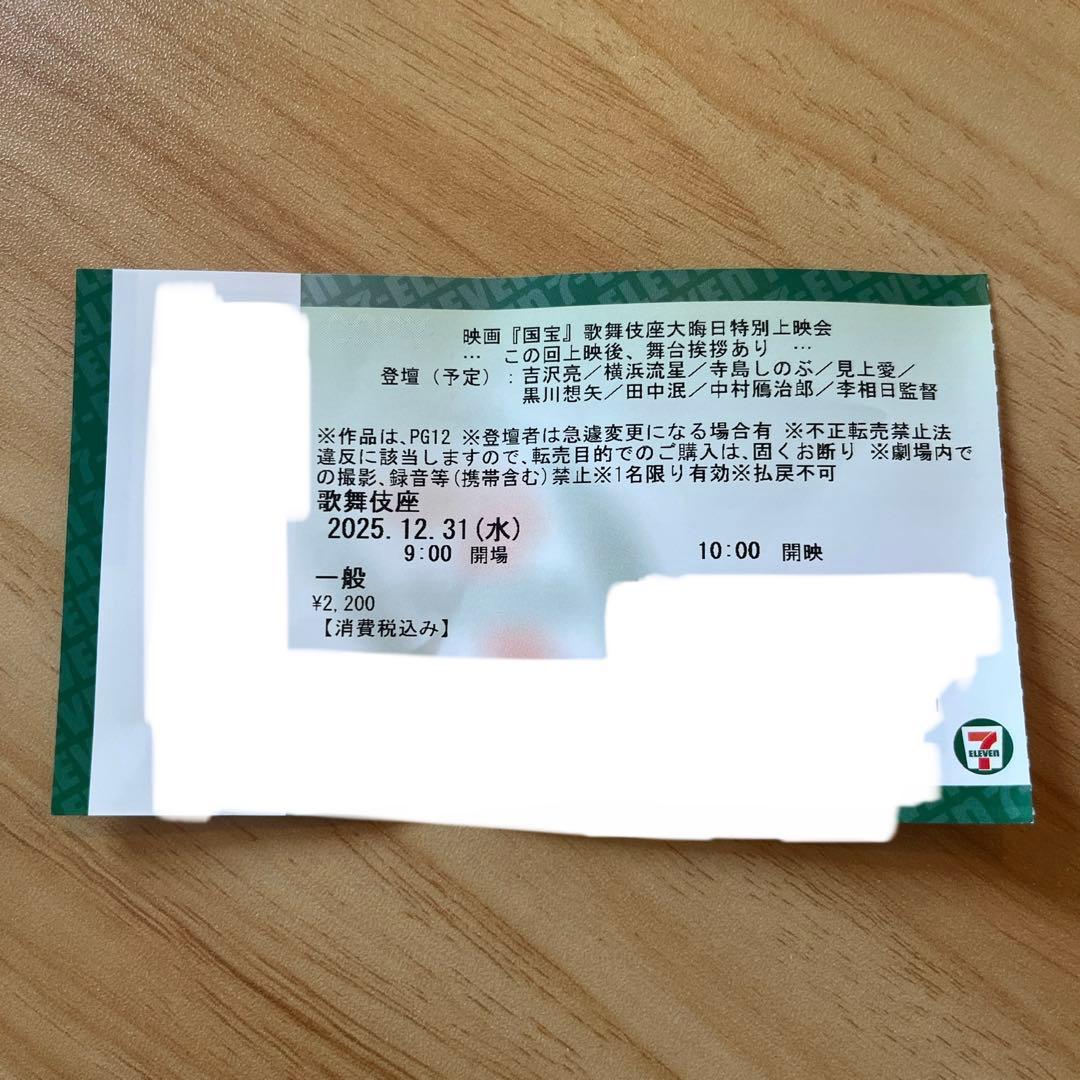 映画『国宝』歌舞伎座大晦日特別上映会
… この回上映後、舞台挨拶あり …
登壇（予定）：吉沢亮／横浜流星／寺島しのぶ／見上愛／
黒川想矢／田中泯／中村鴈治郎／李相日監督
※作品は、PG12 ※登壇者は急遽変更になる場合有 ※不正転売禁止法
違反に該当しますので、転売目的でのご購入は、固くお断り ※劇場内で
の撮影、録音等(携帯含む)禁止※1名限り有効※払戻不可
歌舞伎座
2025.12.31(水)
9:00 開場 10:00 開映
一般
¥2,200
【消費税込み】
7
ELEVEn